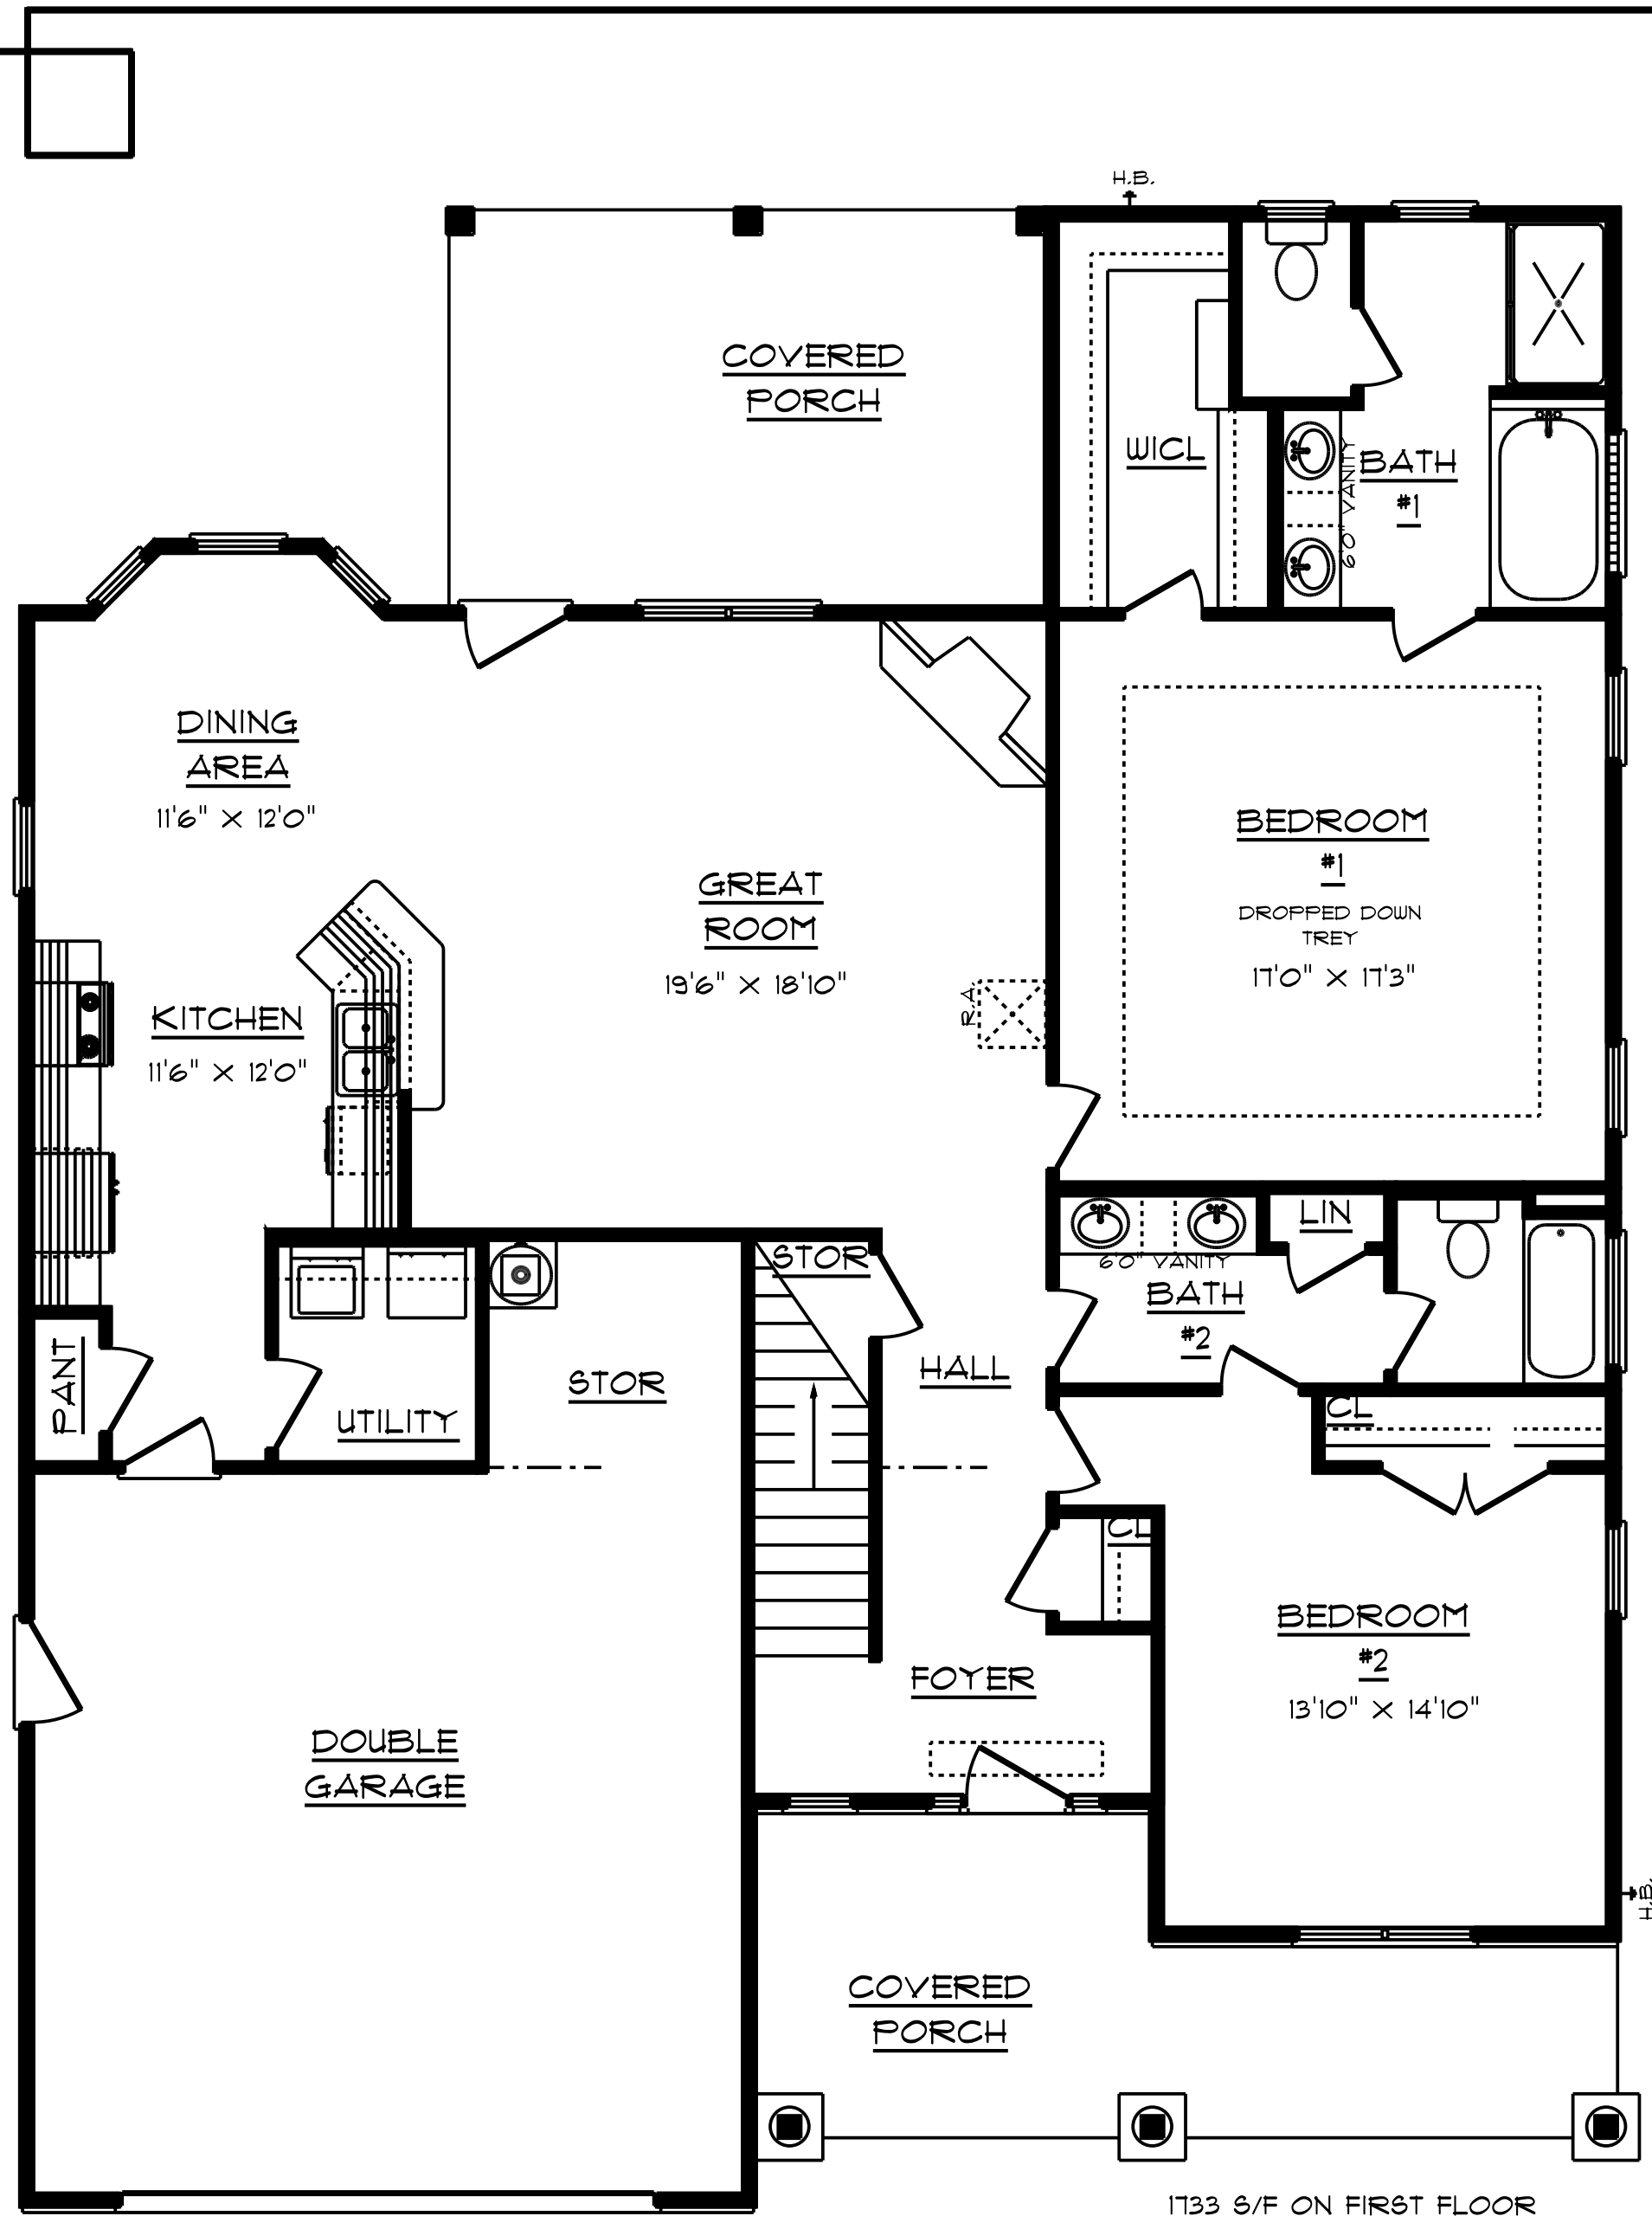 H.B.
COVERED
PORCH
WICL
6'0" VANITY
BATH
#1
DINING
AREA
11'6" X 12'0"
BEDROOM
#1
DROPPED DOWN
TREY
17'0" X 17'3"
GREAT
ROOM
19'6" X 18'10"
R.A.
KITCHEN
11'6" X 12'0"
LIN
STOR
6'0" VANITY
BATH
#2
PANT
STOR
HALL
UTILITY
CL
CL
BEDROOM
#2
13'10" X 14'10"
FOYER
DOUBLE
GARAGE
H.B.
COVERED
PORCH
1733 S/F ON FIRST FLOOR